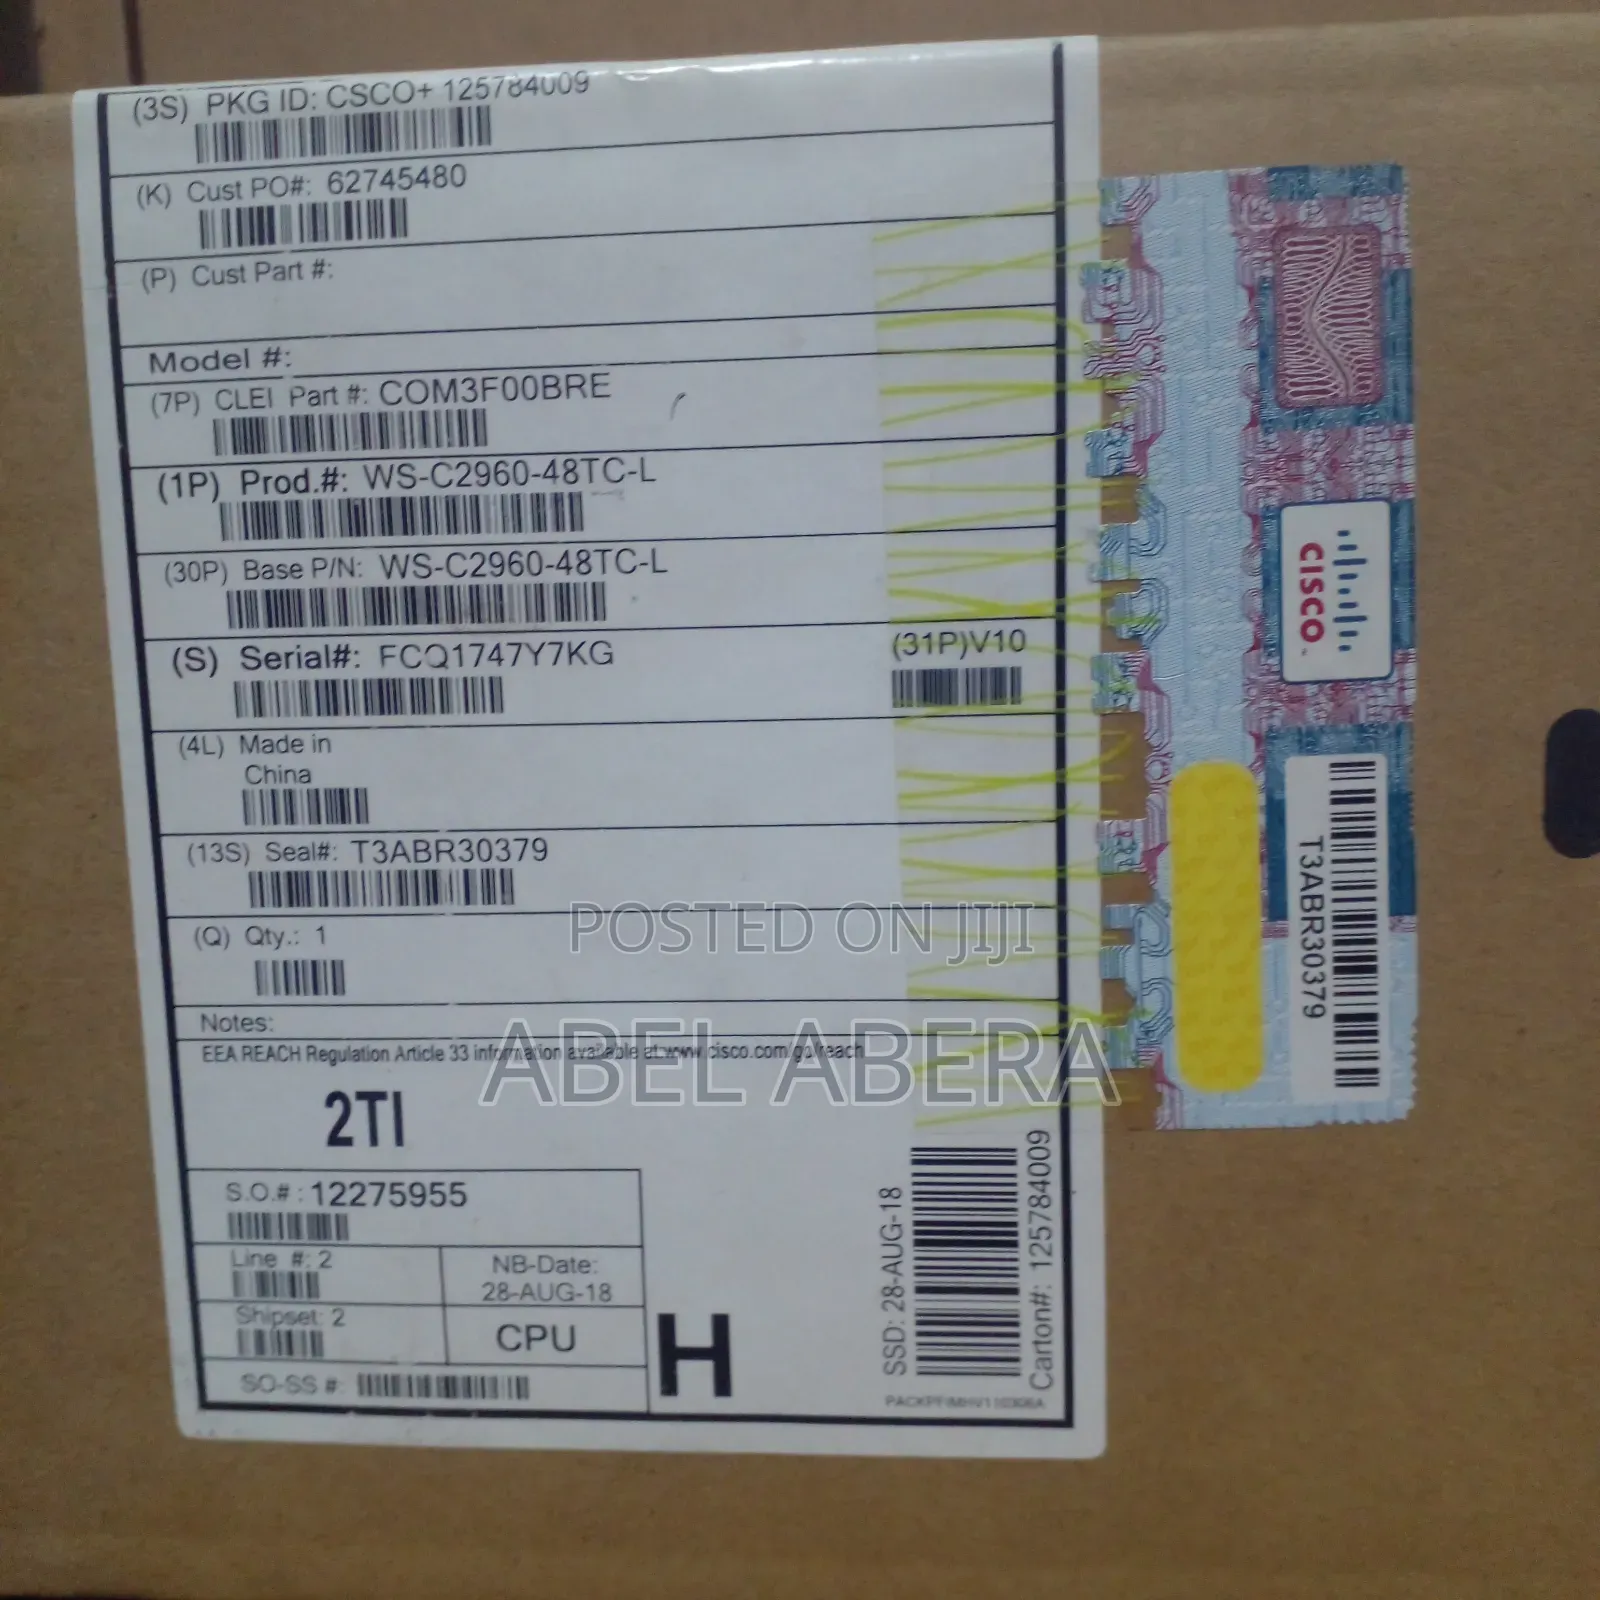 (3S) PKG ID: CSCO+ 125784009
(K) Cust PO#: 62745480
(P) Cust Part #:
Model #:
(7P) CLEI Part #: COM3F00BRE
(1P) Prod.#: WS-C2960-48TC-L
(30P) Base P/N: WS-C2960-48TC-L
(S) Serial#: FCQ1747Y7KG
(31P)V10
(4L) Made in
China
(13S) Seal#: T3ABR30379
(Q) Qty.: 1
Notes:
EEA REACH Regulation Article 33 information available at www.cisco.com/go/reach
2TI
S.O.# : 12275955
Line #: 2
NB-Date:
28-AUG-18
Shipset: 2
CPU
SO-SS #:
H
SSD: 28-AUG-18
Carton#: 125784009
CISCO
T3ABR30379
POSTED ON JIJI
ABEL ABERA